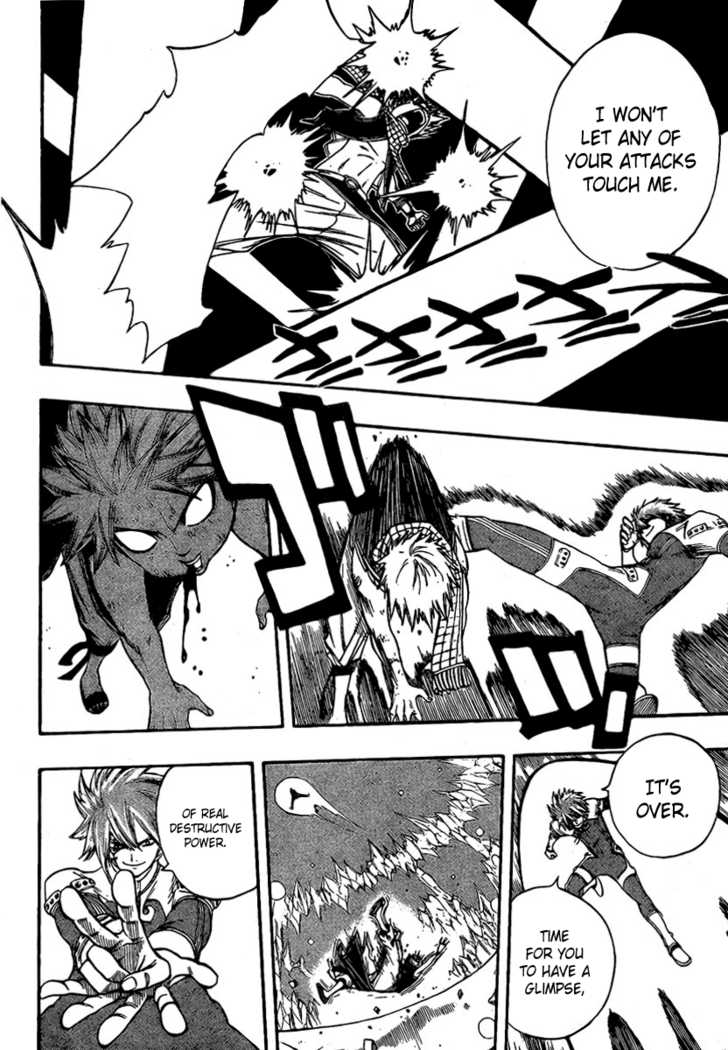 I WON'T
LET ANY OF
YOUR ATTACKS
TOUCH ME.
IT'S
OVER.
TIME
FOR YOU
TO HAVE A
GLIMPSE,
OF REAL
DESTRUCTIVE
POWER.